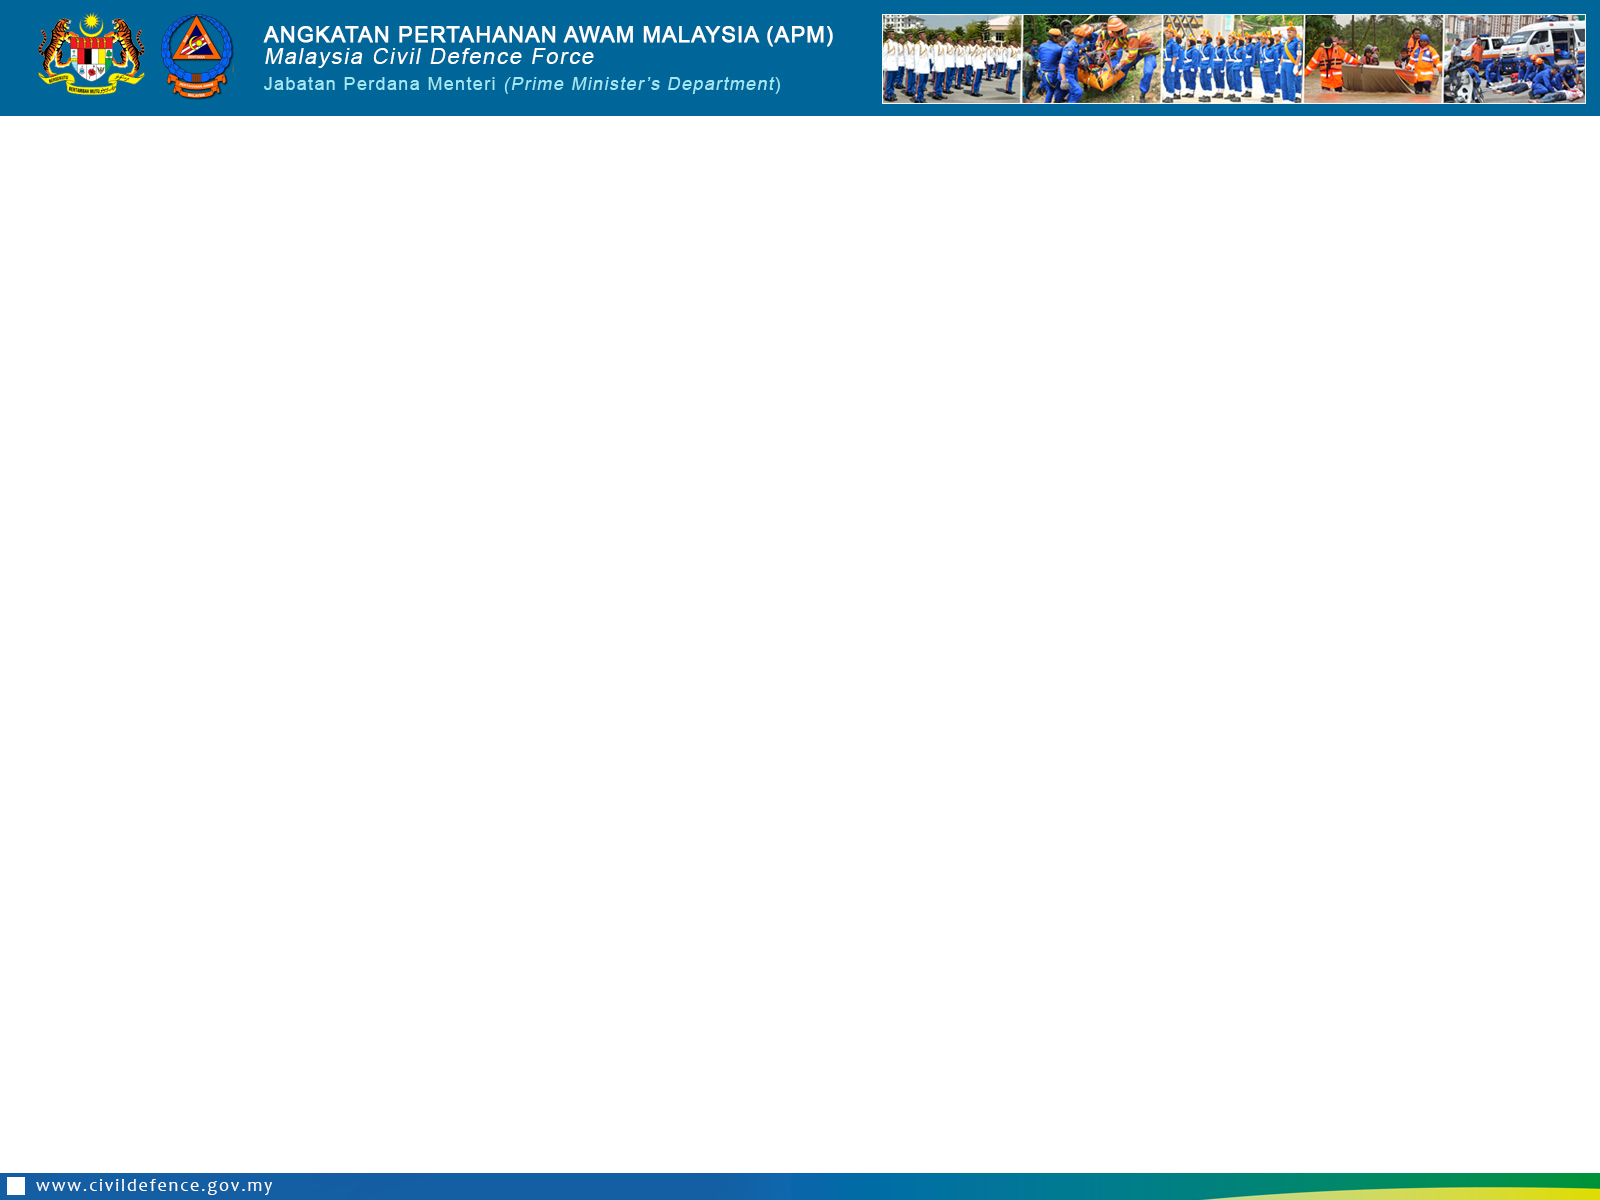 ANGKATAN PERTAHANAN AWAM MALAYSIA (APM)
Malaysia Civil Defence Force
Jabatan Perdana Menteri (Prime Minister's Department)
www.civildefence.gov.my